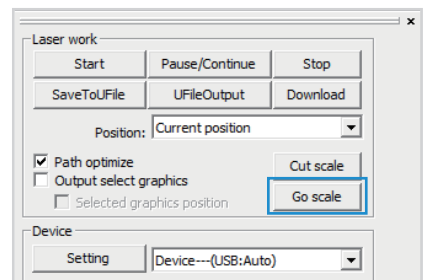 Laser work
Start Pause/Continue Stop
SaveToUFile UFileOutput Download
Position: Current position
Path optimize Cut scale
Output select graphics
Selected graphics position Go scale
Device
Setting Device---(USB:Auto)